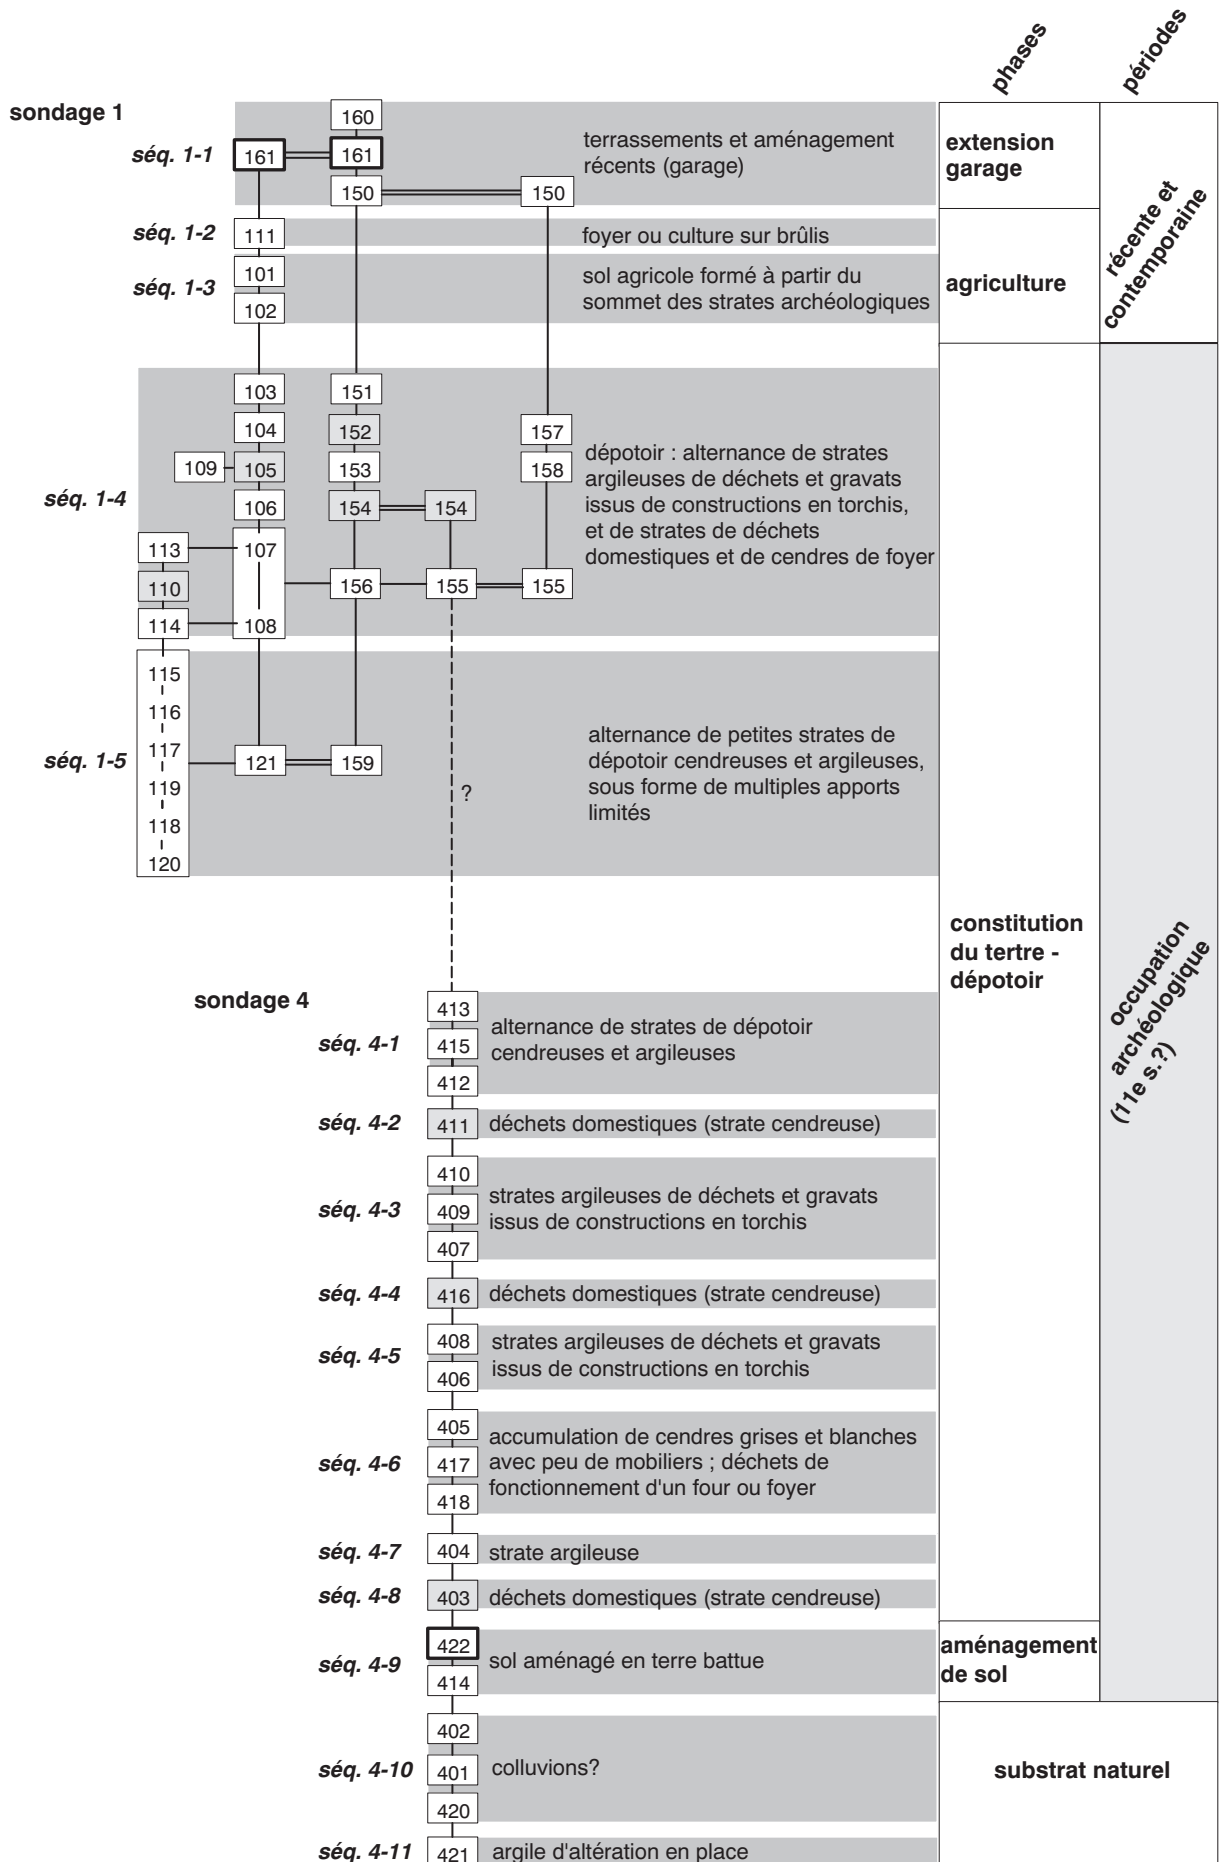 phases
périodes
sondage 1
séq. 1-1
160
161
161
150
150
terrassements et aménagement
récents (garage)
extension
garage
récente et
contemporaine
séq. 1-2
111
foyer ou culture sur brûlis
séq. 1-3
101
102
sol agricole formé à partir du
sommet des strates archéologiques
agriculture
séq. 1-4
103
151
104
152
157
109
105
153
158
106
154
154
113
107
110
156
155
155
114
108
dépotoir : alternance de strates
argileuses de déchets et gravats
issus de constructions en torchis,
et de strates de déchets
domestiques et de cendres de foyer
séq. 1-5
115
116
117
119
118
120
121
159
?
alternance de petites strates de
dépotoir cendreuses et argileuses,
sous forme de multiples apports
limités
constitution
du tertre -
dépotoir
occupation
archéologique
(11e s.?)
sondage 4
séq. 4-1
413
415
412
alternance de strates de dépotoir
cendreuses et argileuses
séq. 4-2
411
déchets domestiques (strate cendreuse)
séq. 4-3
410
409
407
strates argileuses de déchets et gravats
issus de constructions en torchis
séq. 4-4
416
déchets domestiques (strate cendreuse)
séq. 4-5
408
406
strates argileuses de déchets et gravats
issus de constructions en torchis
séq. 4-6
405
417
418
accumulation de cendres grises et blanches
avec peu de mobiliers ; déchets de
fonctionnement d'un four ou foyer
séq. 4-7
404
strate argileuse
séq. 4-8
403
déchets domestiques (strate cendreuse)
séq. 4-9
422
414
sol aménagé en terre battue
aménagement
de sol
séq. 4-10
402
401
420
colluvions?
substrat naturel
séq. 4-11
421
argile d'altération en place